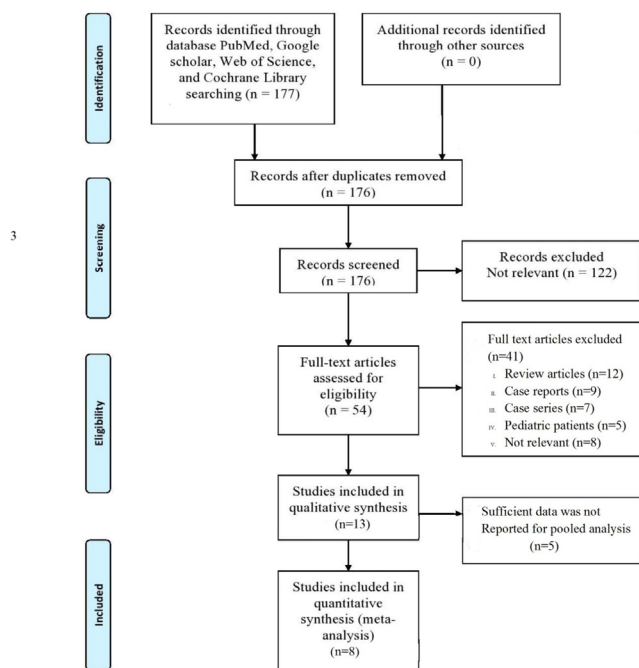 Identification
Records identified through
database PubMed, Google
scholar, Web of Science,
and Cochrane Library
searching (n = 177)
Additional records identified
through other sources
(n = 0)
Records after duplicates removed
(n = 176)
3
Screening
Records screened
(n = 176)
Records excluded
Not relevant (n = 122)
Eligibility
Full-text articles
assessed for
eligibility
(n = 54)
Full text articles excluded
(n=41)
I. Review articles (n=12)
II. Case reports (n=9)
III. Case series (n=7)
IV. Pediatric patients (n=5)
V. Not relevant (n=8)
Studies included in
qualitative synthesis
(n=13)
Sufficient data was not
Reported for pooled analysis
(n=5)
Included
Studies included in
quantitative
synthesis (meta-
analysis)
(n=8)